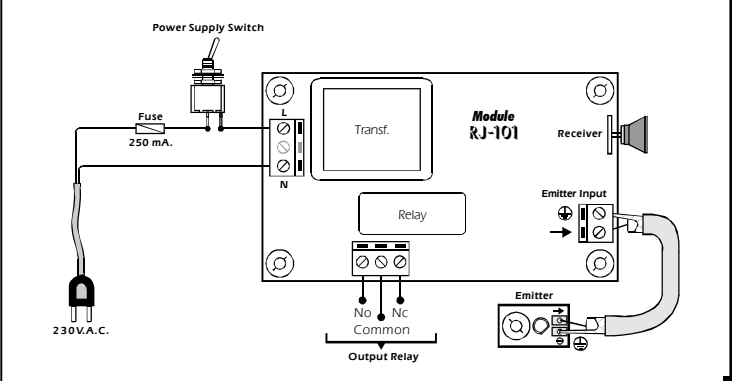 Power Supply Switch
Fuse
250 mA.
L
N
Transf.
Module
RJ-101
Receiver
Relay
Emitter Input
No Nc
Common
Output Relay
Emitter
230V.A.C.